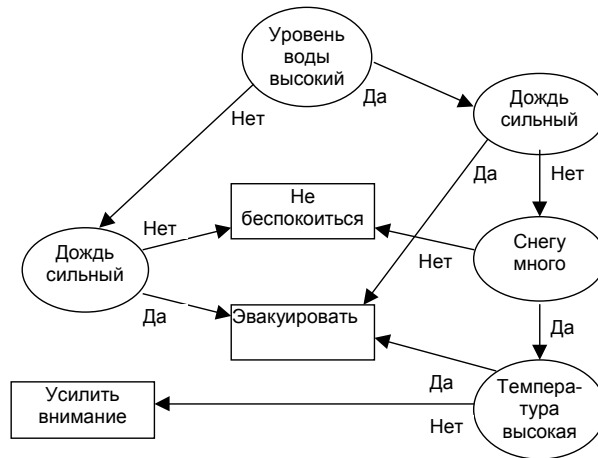 Уровень
воды
высокий
Да
Нет
Дождь
сильный
Да
Нет
Не
беспокоиться
Нет
Дождь
сильный
Снегу
много
Нет
Да
Эвакуировать
Да
Усилить
внимание
Да
Нет
Темпера-
тура
высокая